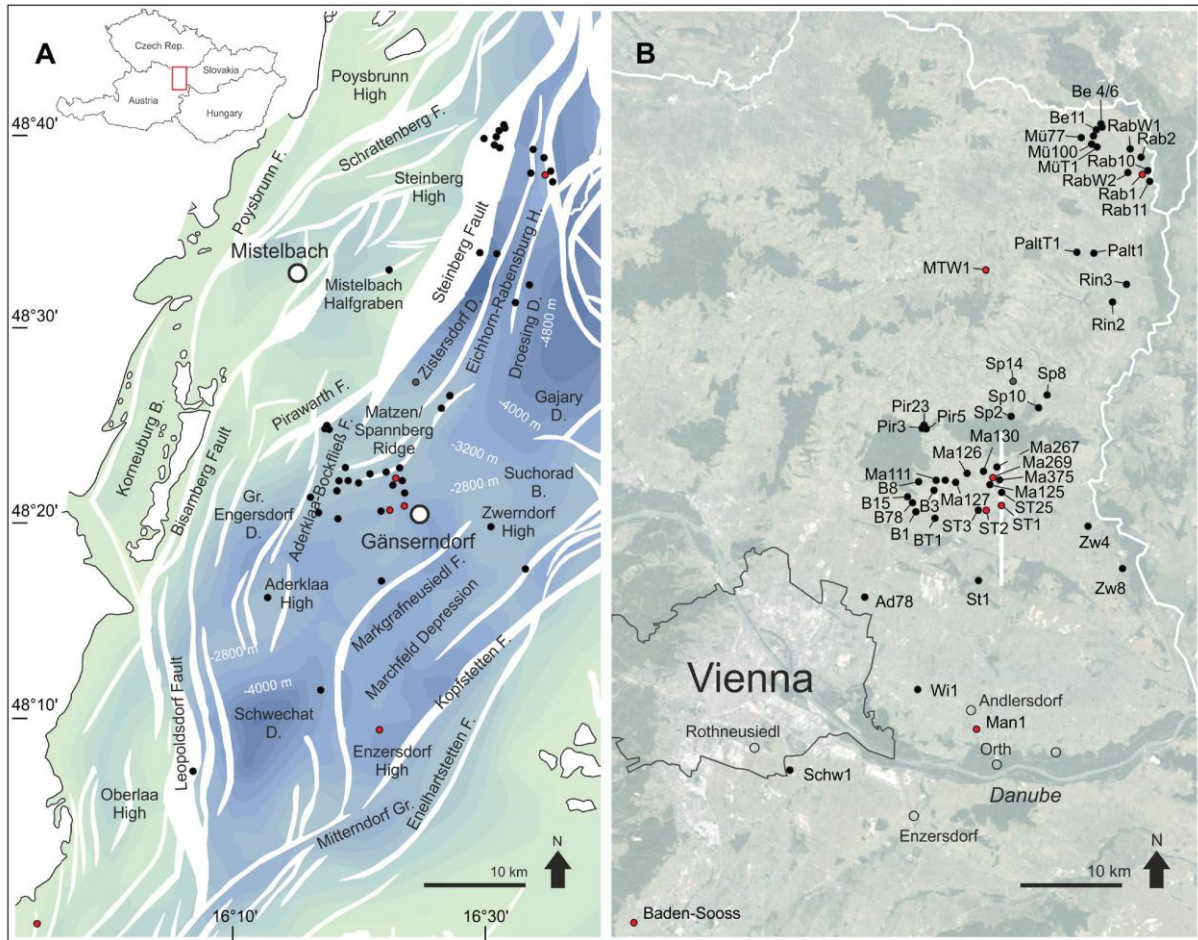 A
Czech Rep.
Slovakia
Austria
Hungary
Poysbrunn
High
48°40'
Poysbrunn F.
Schrattenberg F.
Steinberg
High
Mistelbach
Mistelbach
Halfgraben
Steinberg Fault
Zistersdorf D.
Eichhorn-Rabensburg H.
Droesing D.
-4800 m
48°30'
Korneuburg B.
Bisamberg Fault
Pirawarth F.
Matzen/
Spannberg
Ridge
Gajary
D.
-4000 m
-3200 m
-2800 m
Suchorad
B.
Gr.
Engersdorf
D.
Aderklaa-Bockfließ F.
48°20'
Gänserndorf
Zwerndorf
High
Aderklaa
High
Markgrafneusiedl F.
Marchfeld Depression
Kopfstetten F.
-2800 m
-4000 m
48°10'
Leopoldsdorf Fault
Schwechat
D.
Enzersdorf
High
Oberlaa
High
Mitterndorf Gr.
Enelhartstetten F.
N
10 km
16°10'
16°30'
B
Be 4/6
Be11
RabW1
Mü77
Rab2
Mü100
Rab10
MüT1
RabW2
Rab1
Rab11
PaltT1
Palt1
MTW1
Rin3
Rin2
Sp14
Sp8
Sp10
Pir23
Sp2
Pir3
Pir5
Ma130
Ma126
Ma267
Ma269
Ma111
Ma375
B8
Ma125
B15
B3
Ma127
ST25
B78
ST1
B1
BT1
ST3
ST2
Zw4
St1
Zw8
Ad78
Vienna
Wi1
Andlersdorf
Man1
Rothneusiedl
Orth
Schw1
Danube
Enzersdorf
N
10 km
Baden-Sooss